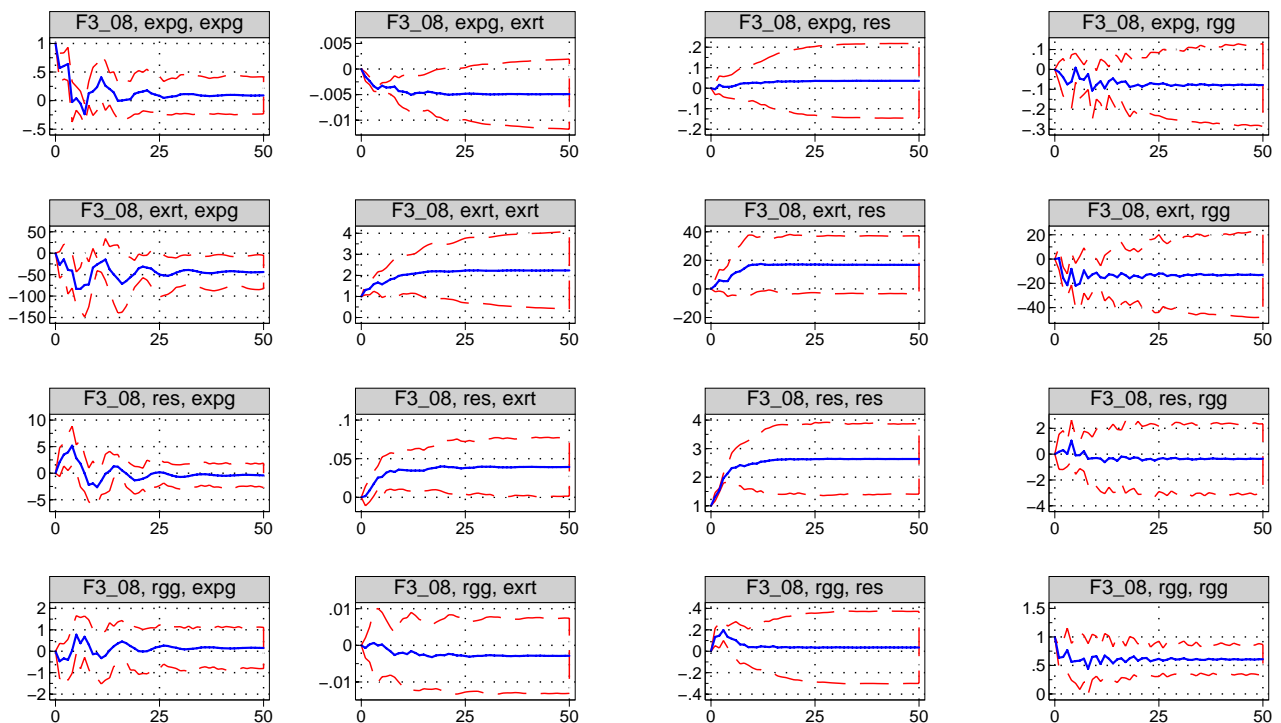 F3_08, expg, expg
1
.5
0
−.5
0 25 50
F3_08, expg, exrt
.005
0
−.005
−.01
0 25 50
F3_08, expg, res
.2
.1
0
−.1
−.2
0 25 50
F3_08, expg, rgg
.1
0
−.1
−.2
−.3
0 25 50
F3_08, exrt, expg
50
0
−50
−100
−150
0 25 50
F3_08, exrt, exrt
4
3
2
1
0
0 25 50
F3_08, exrt, res
40
20
0
−20
0 25 50
F3_08, exrt, rgg
20
0
−20
−40
0 25 50
F3_08, res, expg
10
5
0
−5
0 25 50
F3_08, res, exrt
.1
.05
0
0 25 50
F3_08, res, res
4
3
2
1
0 25 50
F3_08, res, rgg
2
0
−2
−4
0 25 50
F3_08, rgg, expg
2
1
0
−1
−2
0 25 50
F3_08, rgg, exrt
.01
0
−.01
0 25 50
F3_08, rgg, res
.4
.2
0
−.2
−.4
0 25 50
F3_08, rgg, rgg
1.5
1
.5
0
0 25 50